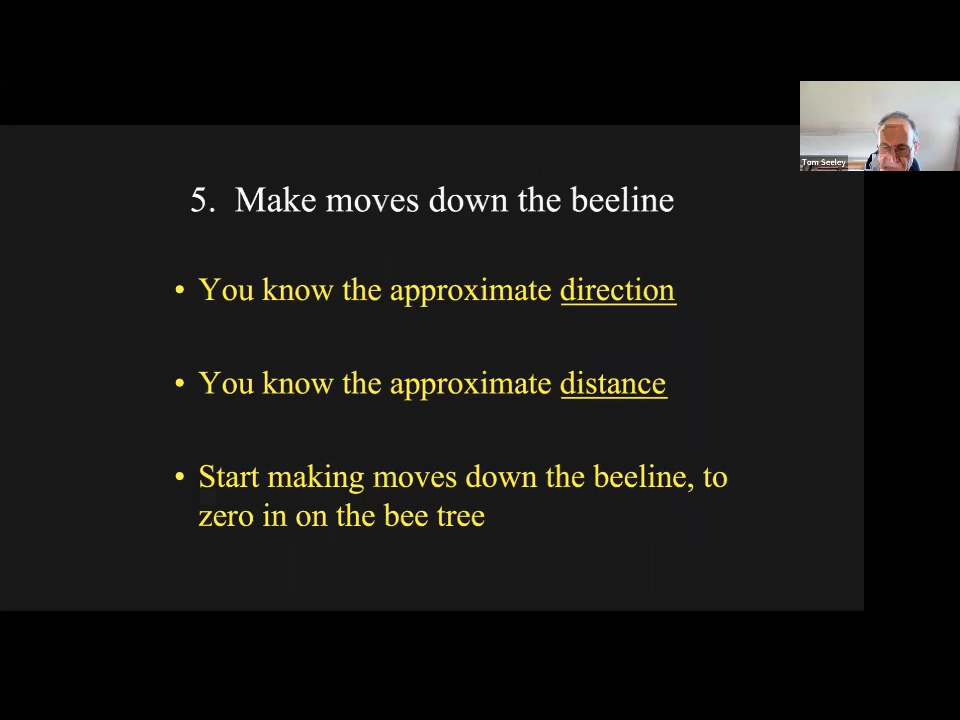 Tom Seeley
5. Make moves down the beeline
• You know the approximate direction
• You know the approximate distance
• Start making moves down the beeline, to
zero in on the bee tree